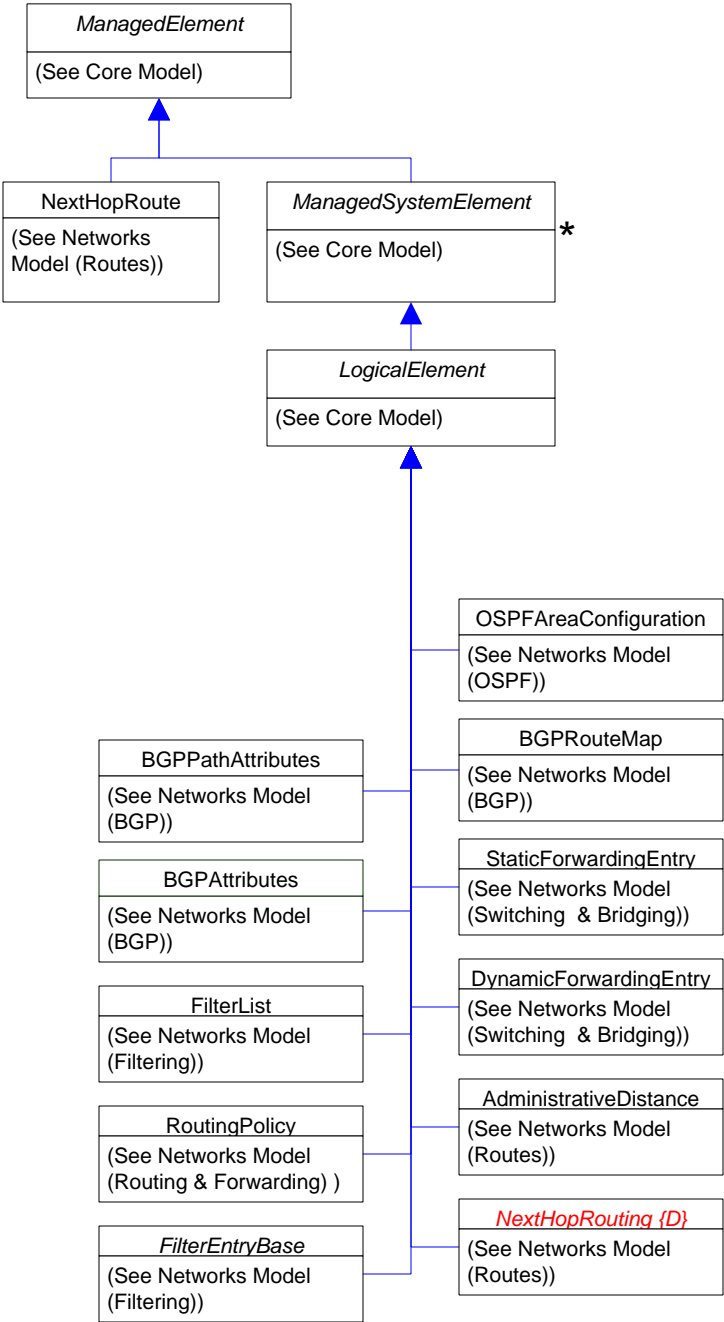 ManagedElement
(See Core Model)
NextHopRoute
(See Networks
Model (Routes))
ManagedSystemElement
(See Core Model)
*
LogicalElement
(See Core Model)
OSPFAreaConfiguration
(See Networks Model
(OSPF))
BGPPathAttributes
(See Networks Model
(BGP))
BGPRouteMap
(See Networks Model
(BGP))
BGPAttributes
(See Networks Model
(BGP))
StaticForwardingEntry
(See Networks Model
(Switching & Bridging))
FilterList
(See Networks Model
(Filtering))
DynamicForwardingEntry
(See Networks Model
(Switching & Bridging))
RoutingPolicy
(See Networks Model
(Routing & Forwarding) )
AdministrativeDistance
(See Networks Model
(Routes))
FilterEntryBase
(See Networks Model
(Filtering))
NextHopRouting {D}
(See Networks Model
(Routes))